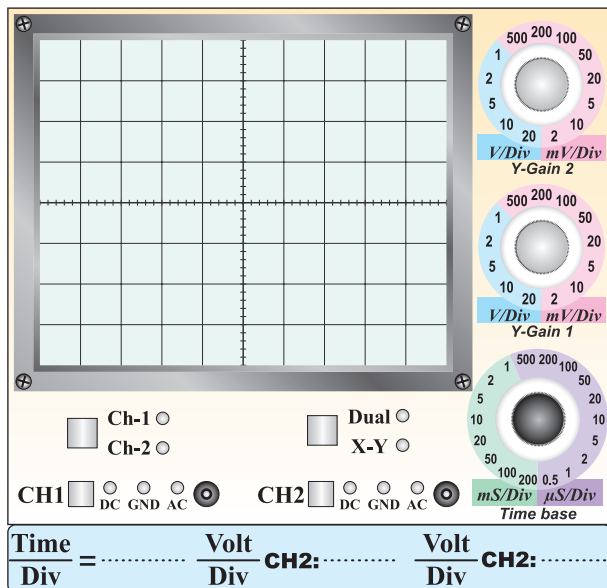 500 200 100
1 50
2 20
5 10
10 20 2
V/Div mV/Div
Y-Gain 2
500 200 100
1 50
2 20
5 10
10 20 2
V/Div mV/Div
Y-Gain 1
1 500 200 100
2 50
5 20
10 10
20 5
50 2
100 200 0.5 1
mS/Div µS/Div
Time base
Ch-1
Ch-2
Dual
X-Y
CH1 DC GND AC
CH2 DC GND AC
Time/Div = ............ Volt/Div CH2:............ Volt/Div CH2:............